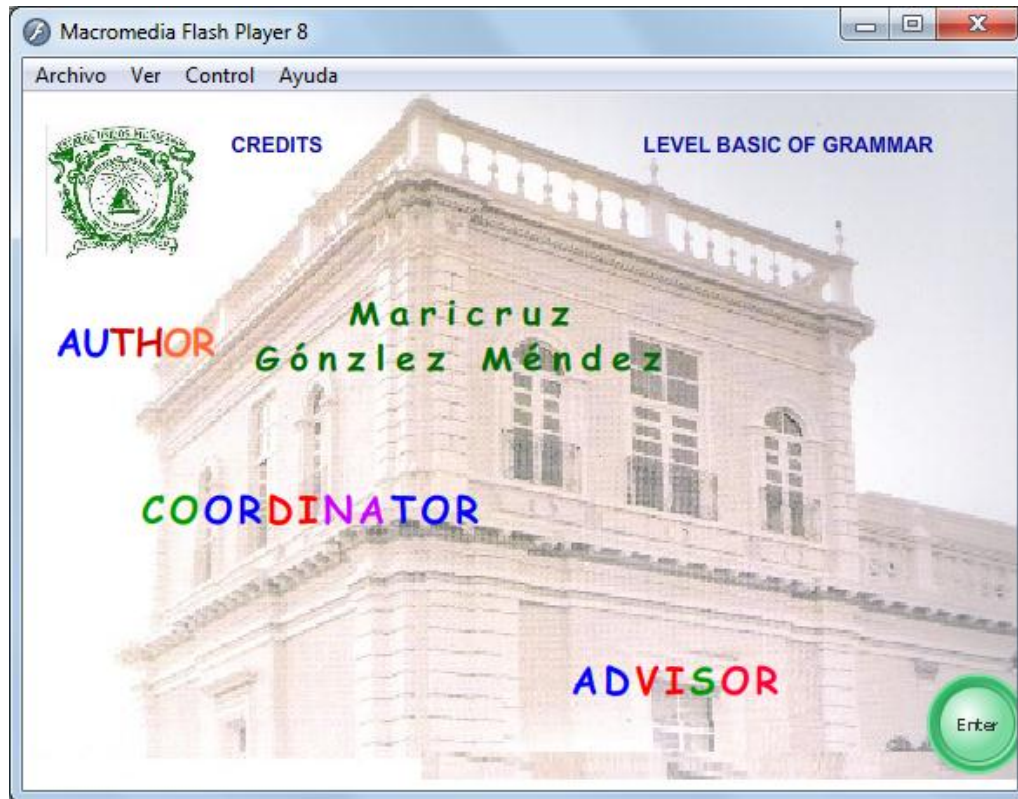 Macromedia Flash Player 8
Archivo Ver Control Ayuda
CREDITS
LEVEL BASIC OF GRAMMAR
AUTHOR
Maricruz
Gónzlez Méndez
COORDINATOR
ADVISOR
Enter